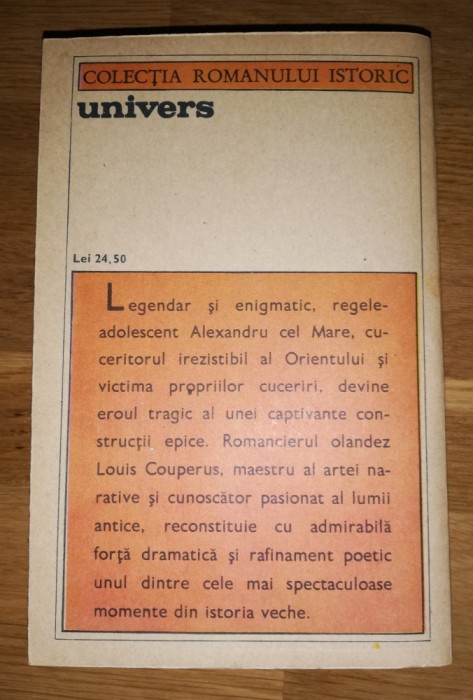 COLECȚIA ROMANULUI ISTORIC
univers
Lei 24,50
Legendar și enigmatic, regele-
adolescent Alexandru cel Mare, cu-
ceritorul irezistibil al Orientului și
victima propriilor cuceriri, devine
eroul tragic al unei captivante con-
strucții epice. Romancierul olandez
Louis Couperus, maestru al artei na-
rative și cunoscător pasionat al lumii
antice, reconstituie cu admirabilă
forță dramatică și rafinament poetic
unul dintre cele mai spectaculoase
momente din istoria veche.